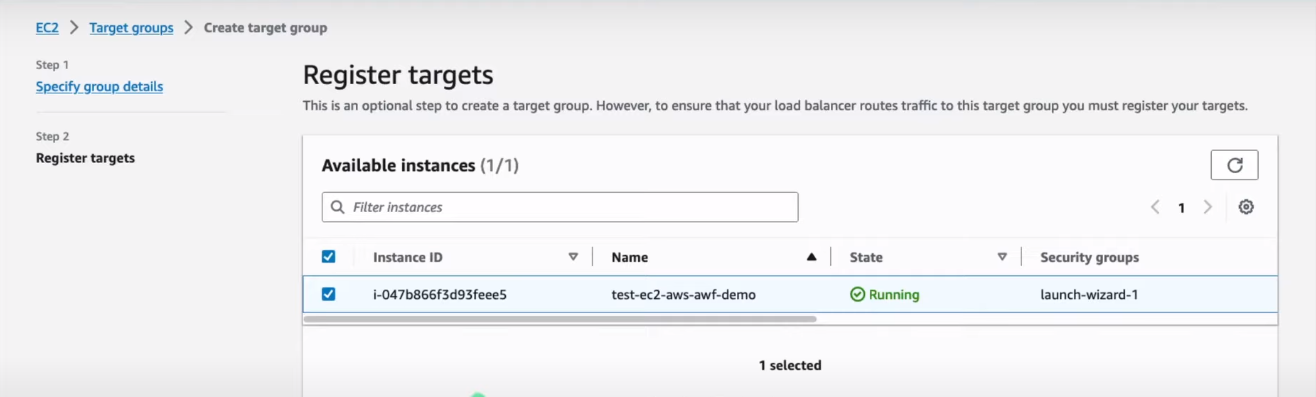 EC2 > Target groups > Create target group
Step 1
Specify group details
Step 2
Register targets
Register targets
This is an optional step to create a target group. However, to ensure that your load balancer routes traffic to this target group you must register your targets.
Available instances (1/1)
Filter instances
1
Instance ID Name State Security groups
i-047b866f3d93feee5 test-ec2-aws-awf-demo Running launch-wizard-1
1 selected